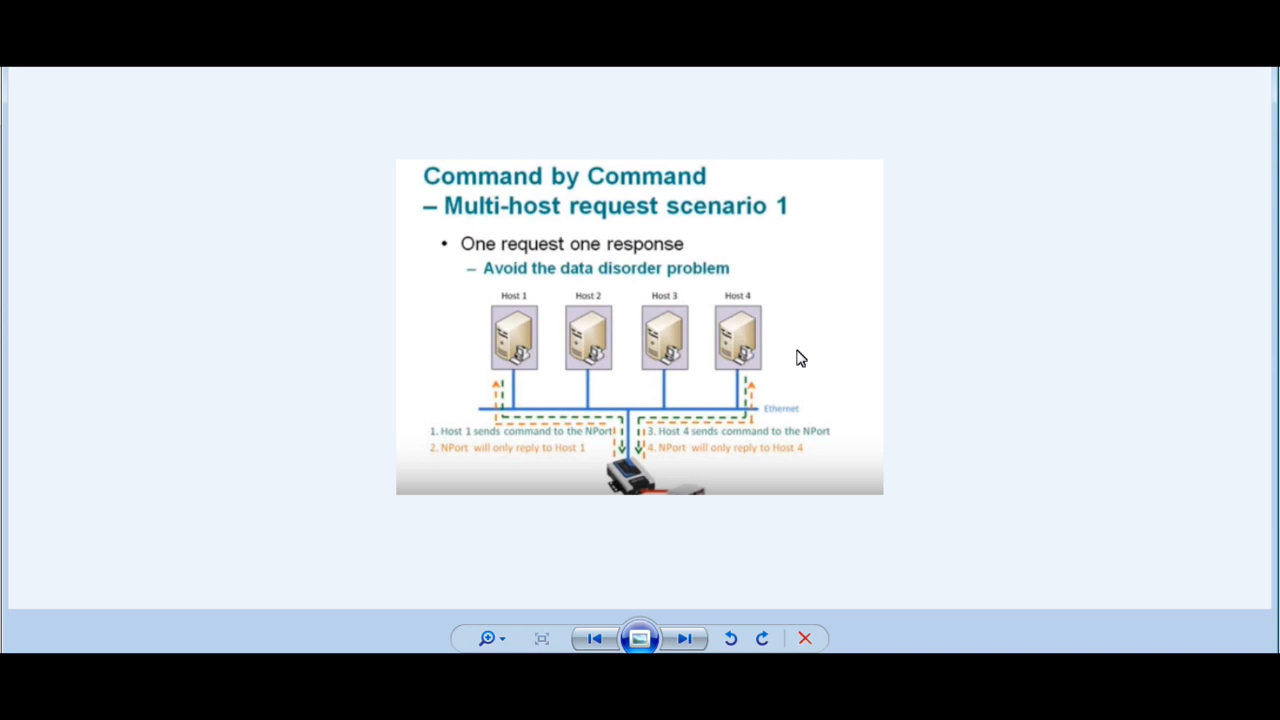 Command by Command
– Multi-host request scenario 1
• One request one response
– Avoid the data disorder problem
Host 1 Host 2 Host 3 Host 4
Ethernet
1. Host 1 sends command to the NPort
2. NPort will only reply to Host 1
3. Host 4 sends command to the NPort
4. NPort will only reply to Host 4